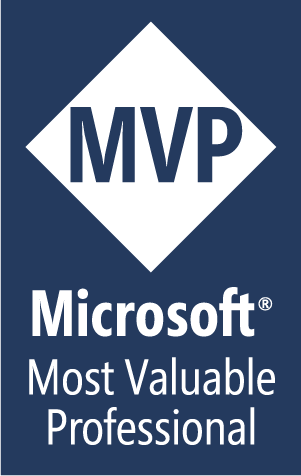 MVP
Microsoft®
Most Valuable
Professional